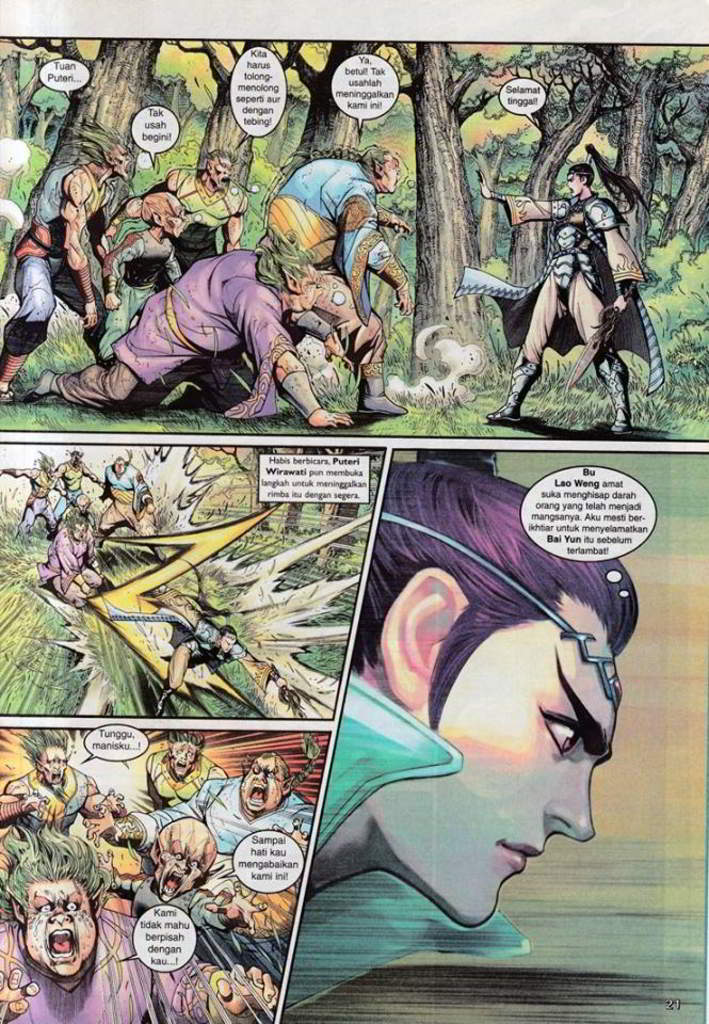 Tuan
Puteri...
Tak
usah
begini!
Kita
harus
tolong-
menolong
seperti aur
dengan
tebing!
Ya,
betul! Tak
usahlah
meninggalkan
kami ini!
Selamat
tinggal!
Habis berbicara, Puteri
Wirawati pun membuka
langkah untuk meninggalkan
rimba itu dengan segera.
Bu
Lao Weng amat
suka menghisap darah
orang yang telah menjadi
mangsanya. Aku mesti ber-
ikhtiar untuk menyelamatkan
Bai Yun itu sebelum
terlambat!
Tunggu,
manisku...!
Sampai
hati kau
mengabaikan
kami ini!
Kami
tidak mahu
berpisah
dengan
kau...!
21